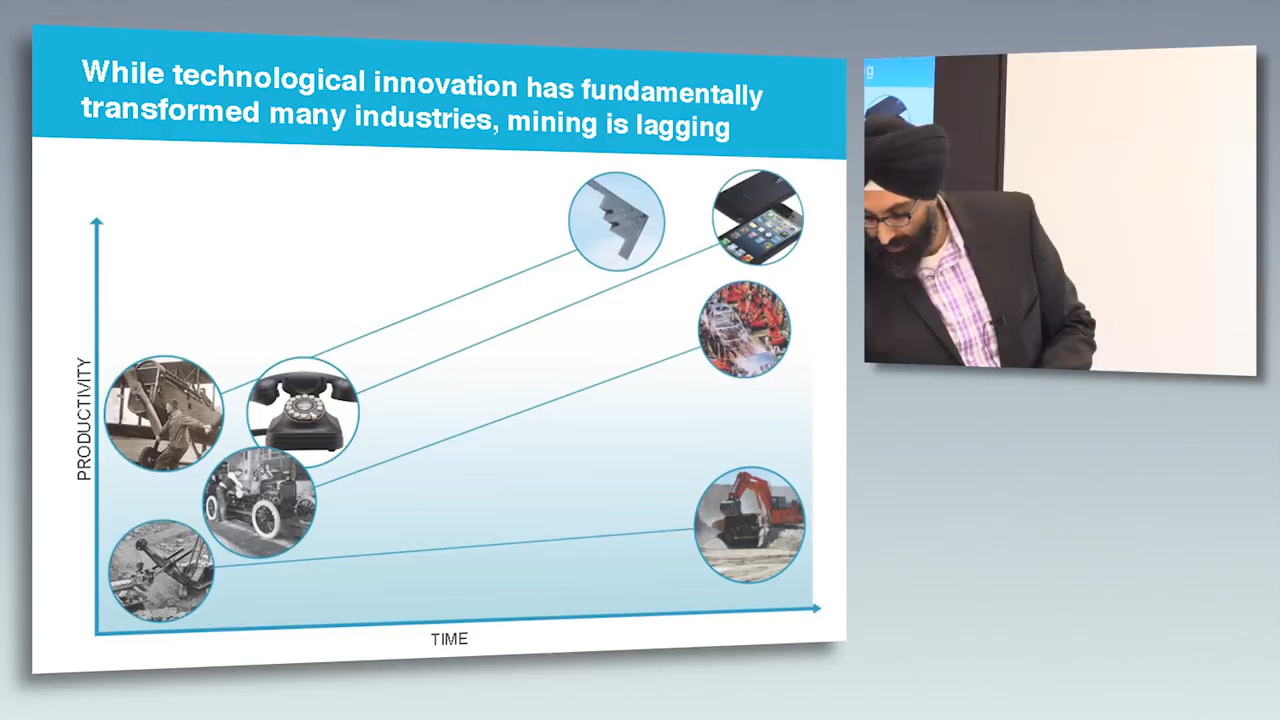 While technological innovation has fundamentally
transformed many industries, mining is lagging
PRODUCTIVITY
TIME
g